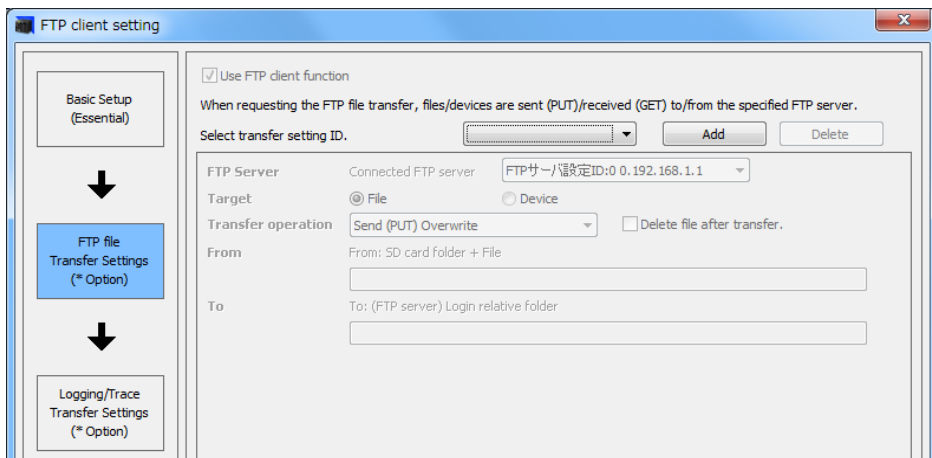 FTP client setting
Basic Setup
(Essential)
FTP file
Transfer Settings
(* Option)
Logging/Trace
Transfer Settings
(* Option)
Use FTP client function
When requesting the FTP file transfer, files/devices are sent (PUT)/received (GET) to/from the specified FTP server.
Select transfer setting ID.
Add
Delete
FTP Server
Connected FTP server
FTPサーバ設定ID:0 0.192.168.1.1
Target
File
Device
Transfer operation
Send (PUT) Overwrite
Delete file after transfer.
From
From: SD card folder + File
To
To: (FTP server) Login relative folder